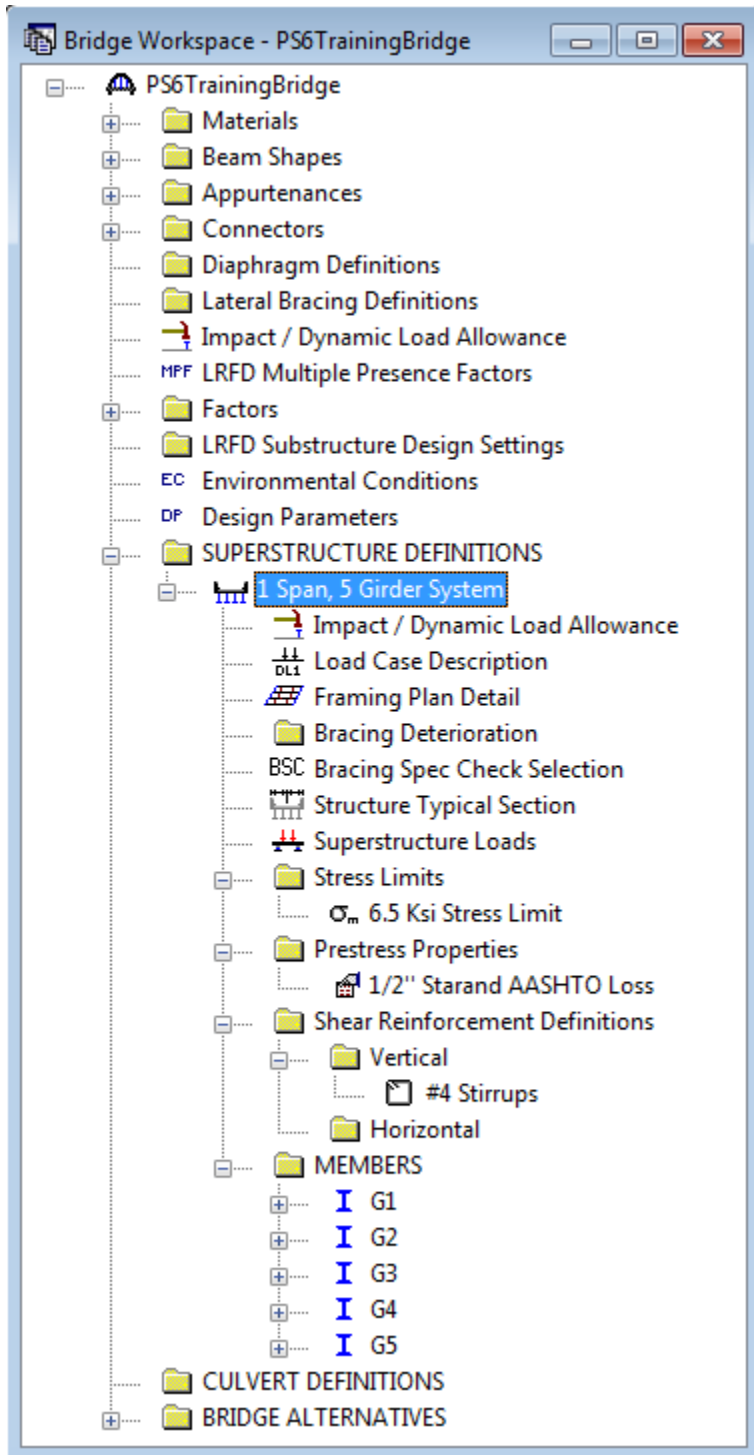 Bridge Workspace - PS6TrainingBridge
PS6TrainingBridge
Materials
Beam Shapes
Appurtenances
Connectors
Diaphragm Definitions
Lateral Bracing Definitions
Impact / Dynamic Load Allowance
MPF LRFD Multiple Presence Factors
Factors
LRFD Substructure Design Settings
EC Environmental Conditions
DP Design Parameters
SUPERSTRUCTURE DEFINITIONS
1 Span, 5 Girder System
Impact / Dynamic Load Allowance
DL1 Load Case Description
Framing Plan Detail
Bracing Deterioration
BSC Bracing Spec Check Selection
Structure Typical Section
Superstructure Loads
Stress Limits
σm 6.5 Ksi Stress Limit
Prestress Properties
1/2" Starand AASHTO Loss
Shear Reinforcement Definitions
Vertical
#4 Stirrups
Horizontal
MEMBERS
G1
G2
G3
G4
G5
CULVERT DEFINITIONS
BRIDGE ALTERNATIVES